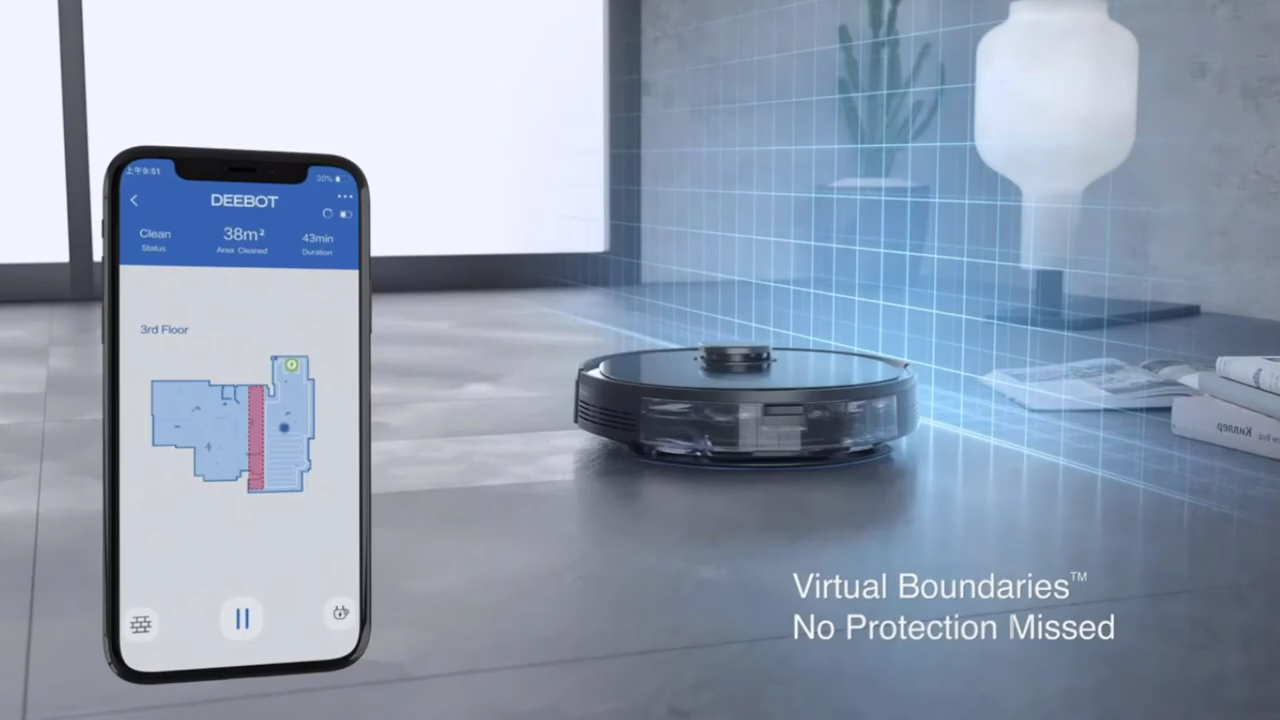 上午9:51
30%
DEEBOT
Clean
38m²
43min
Status
Area Cleaned
Duration
3rd Floor
Киллер
Virtual Boundaries™
No Protection Missed